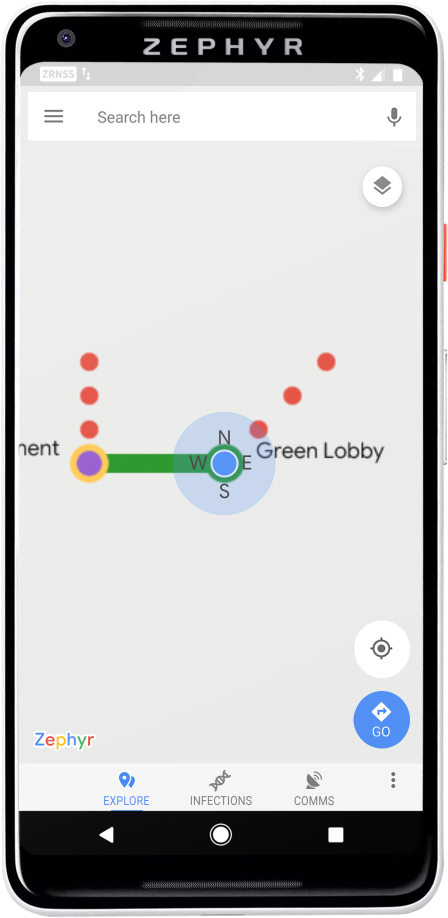 ZEPHYR
ZRNSS
Search here
N
W E
S
nent
Green Lobby
GO
Zephyr
EXPLORE INFECTIONS COMMS